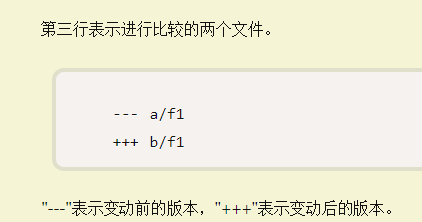 第三行表示进行比较的两个文件。
--- a/f1
+++ b/f1
"---"表示变动前的版本，"+++"表示变动后的版本。